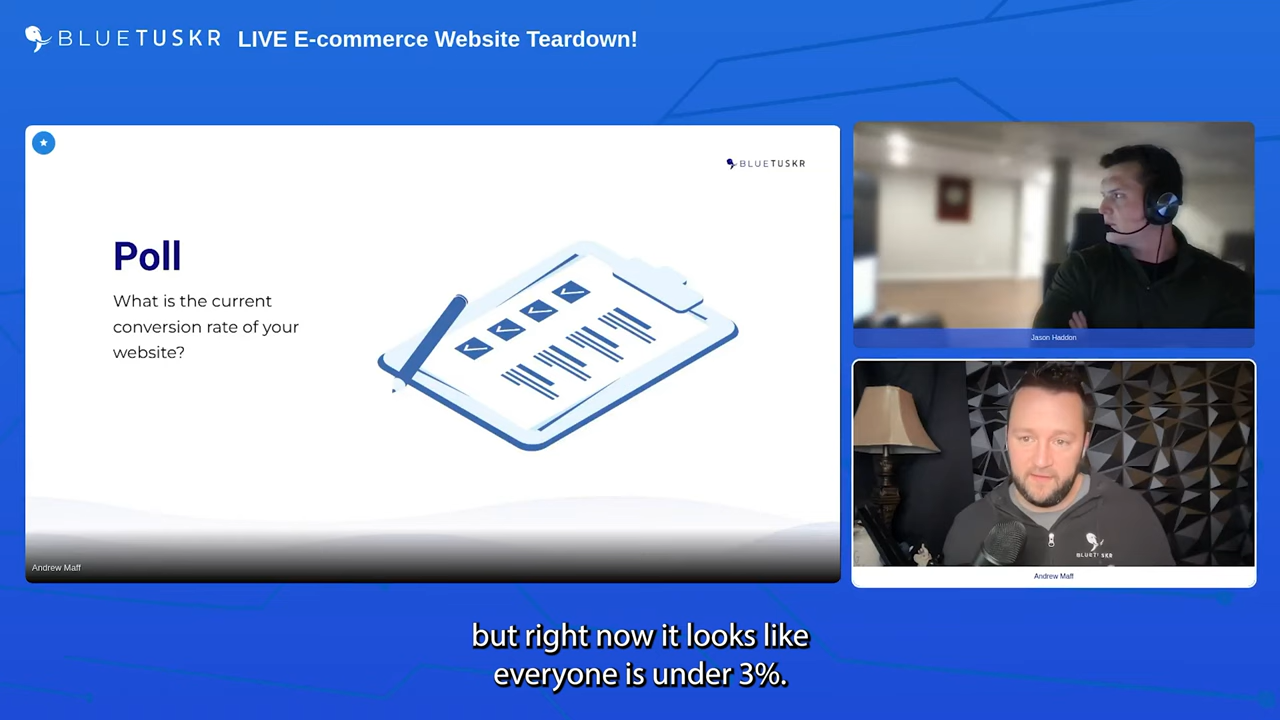 BLUETUSKR LIVE E-commerce Website Teardown!
BLUETUSKR
Poll
What is the current
conversion rate of your
website?
Andrew Maff
Jason Haddon
BLUETUSKR
Andrew Maff
but right now it looks like
everyone is under 3%.